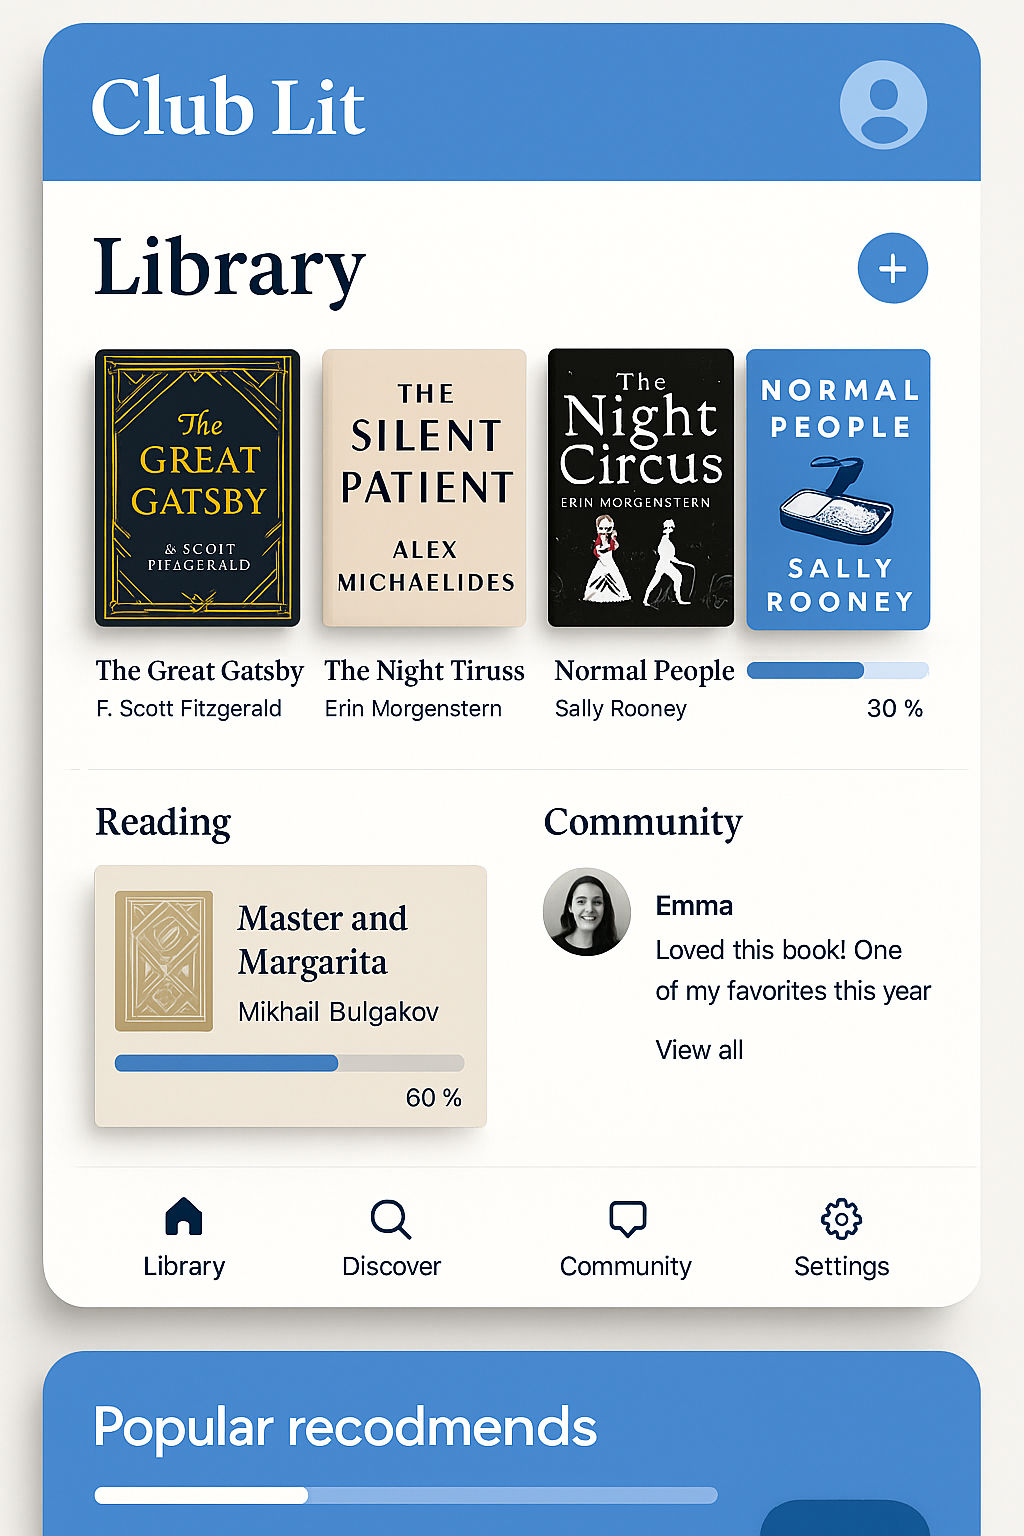 Club Lit
Library
The
GREAT
GATSBY
& SCOIT
PIFAGERALD
THE
SILENT
PATIENT
ALEX
MICHAELIDES
The
Night
Circus
ERIN MORGENSTERN
NORMAL
PEOPLE
SALLY
ROONEY
The Great Gatsby
F. Scott Fitzgerald
The Night Tiruss
Erin Morgenstern
Normal People
Sally Rooney
30 %
Reading
Master and
Margarita
Mikhail Bulgakov
60 %
Community
Emma
Loved this book! One
of my favorites this year
View all
Library
Discover
Community
Settings
Popular recodmends